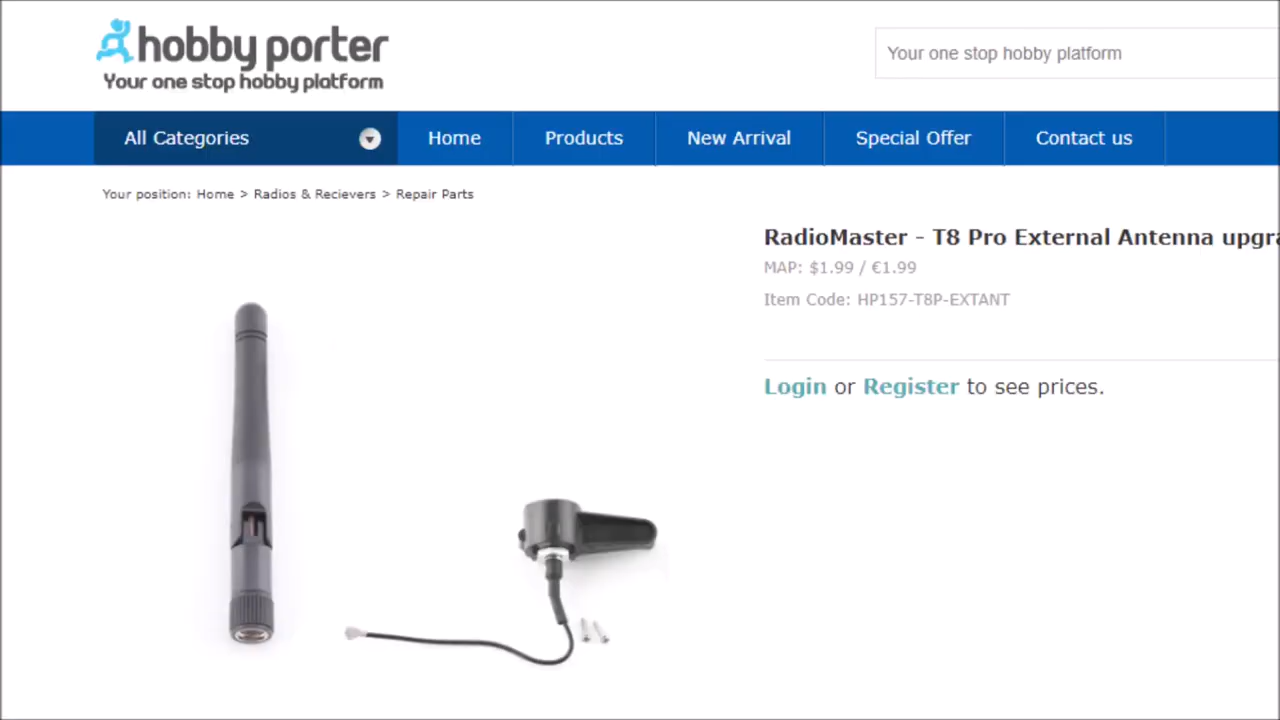 hobby porter
Your one stop hobby platform
Your one stop hobby platform
All Categories
Home
Products
New Arrival
Special Offer
Contact us
Your position: Home > Radios & Recievers > Repair Parts
RadioMaster - T8 Pro External Antenna
MAP: $1.99 / €1.99
Item Code: HP157-T8P-EXTANT
Login or Register to see prices.